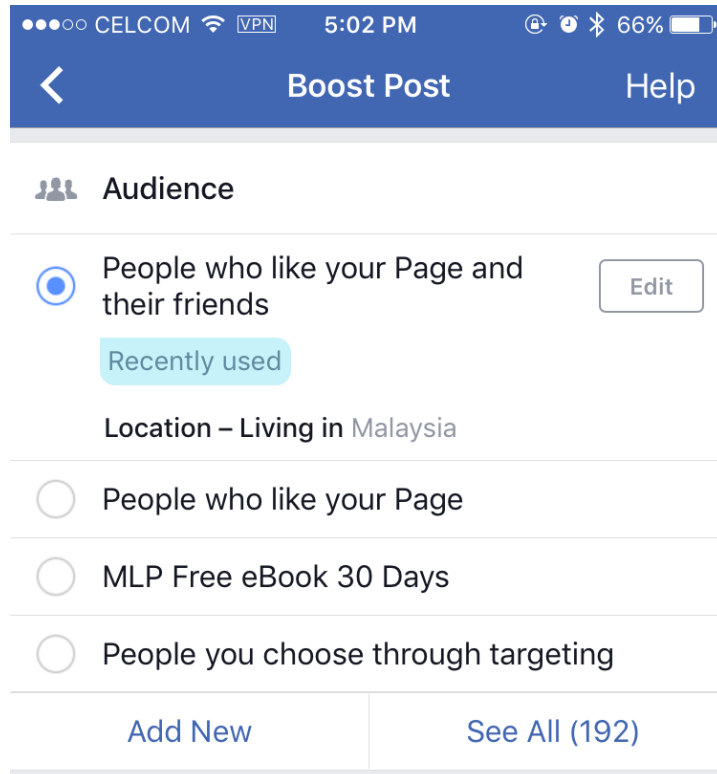 CELCOM VPN 5:02 PM 66%
Boost Post Help
Audience
People who like your Page and
their friends
Edit
Recently used
Location – Living in Malaysia
People who like your Page
MLP Free eBook 30 Days
People you choose through targeting
Add New See All (192)